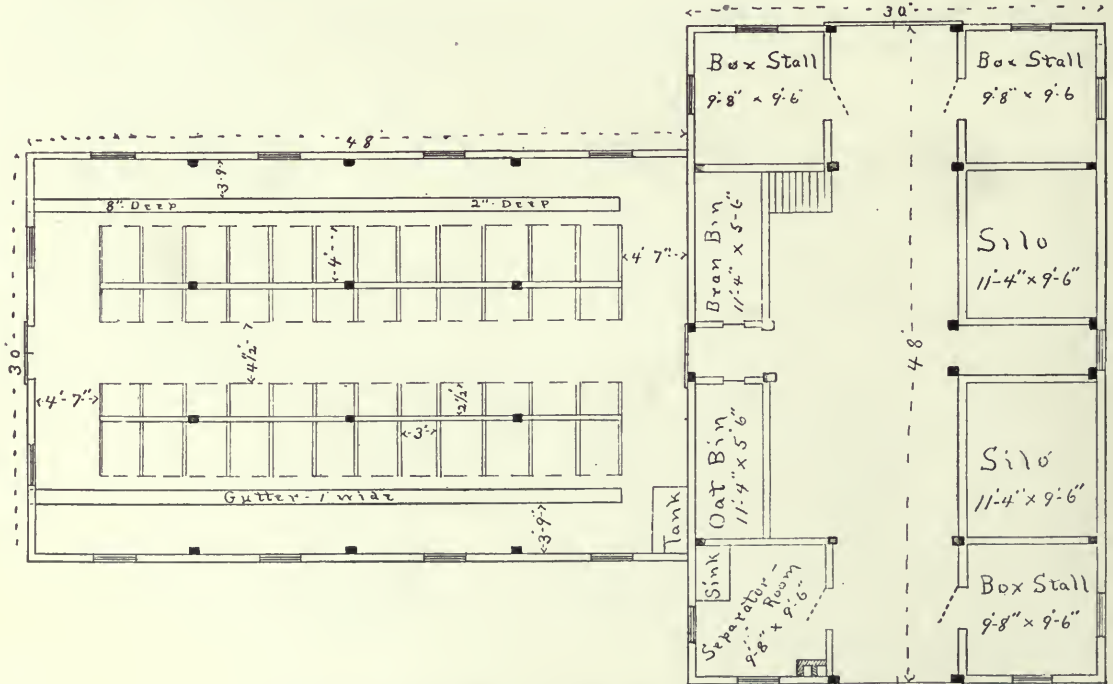 30'
Box Stall
9'-8" x 9'-6
Box Stall
9'-8" x 9'-6
48'
3'-9"
8"-Deep
2"-Deep
4'
4' 7"
Bran Bin
11'-4" x 5'-6"
Silo
11'-4" x 9'-6"
30'
4½'
48'
4'-7"
2½'
3'
Oat Bin
11'-4" x 5'6"
Silo
11'-4" x 9'-6"
Gutter-1' wide
3'-9"
Tank
Sink
Separator-
Room
9'-8" x 9'-6"
Box Stall
9'-8" x 9'-6"